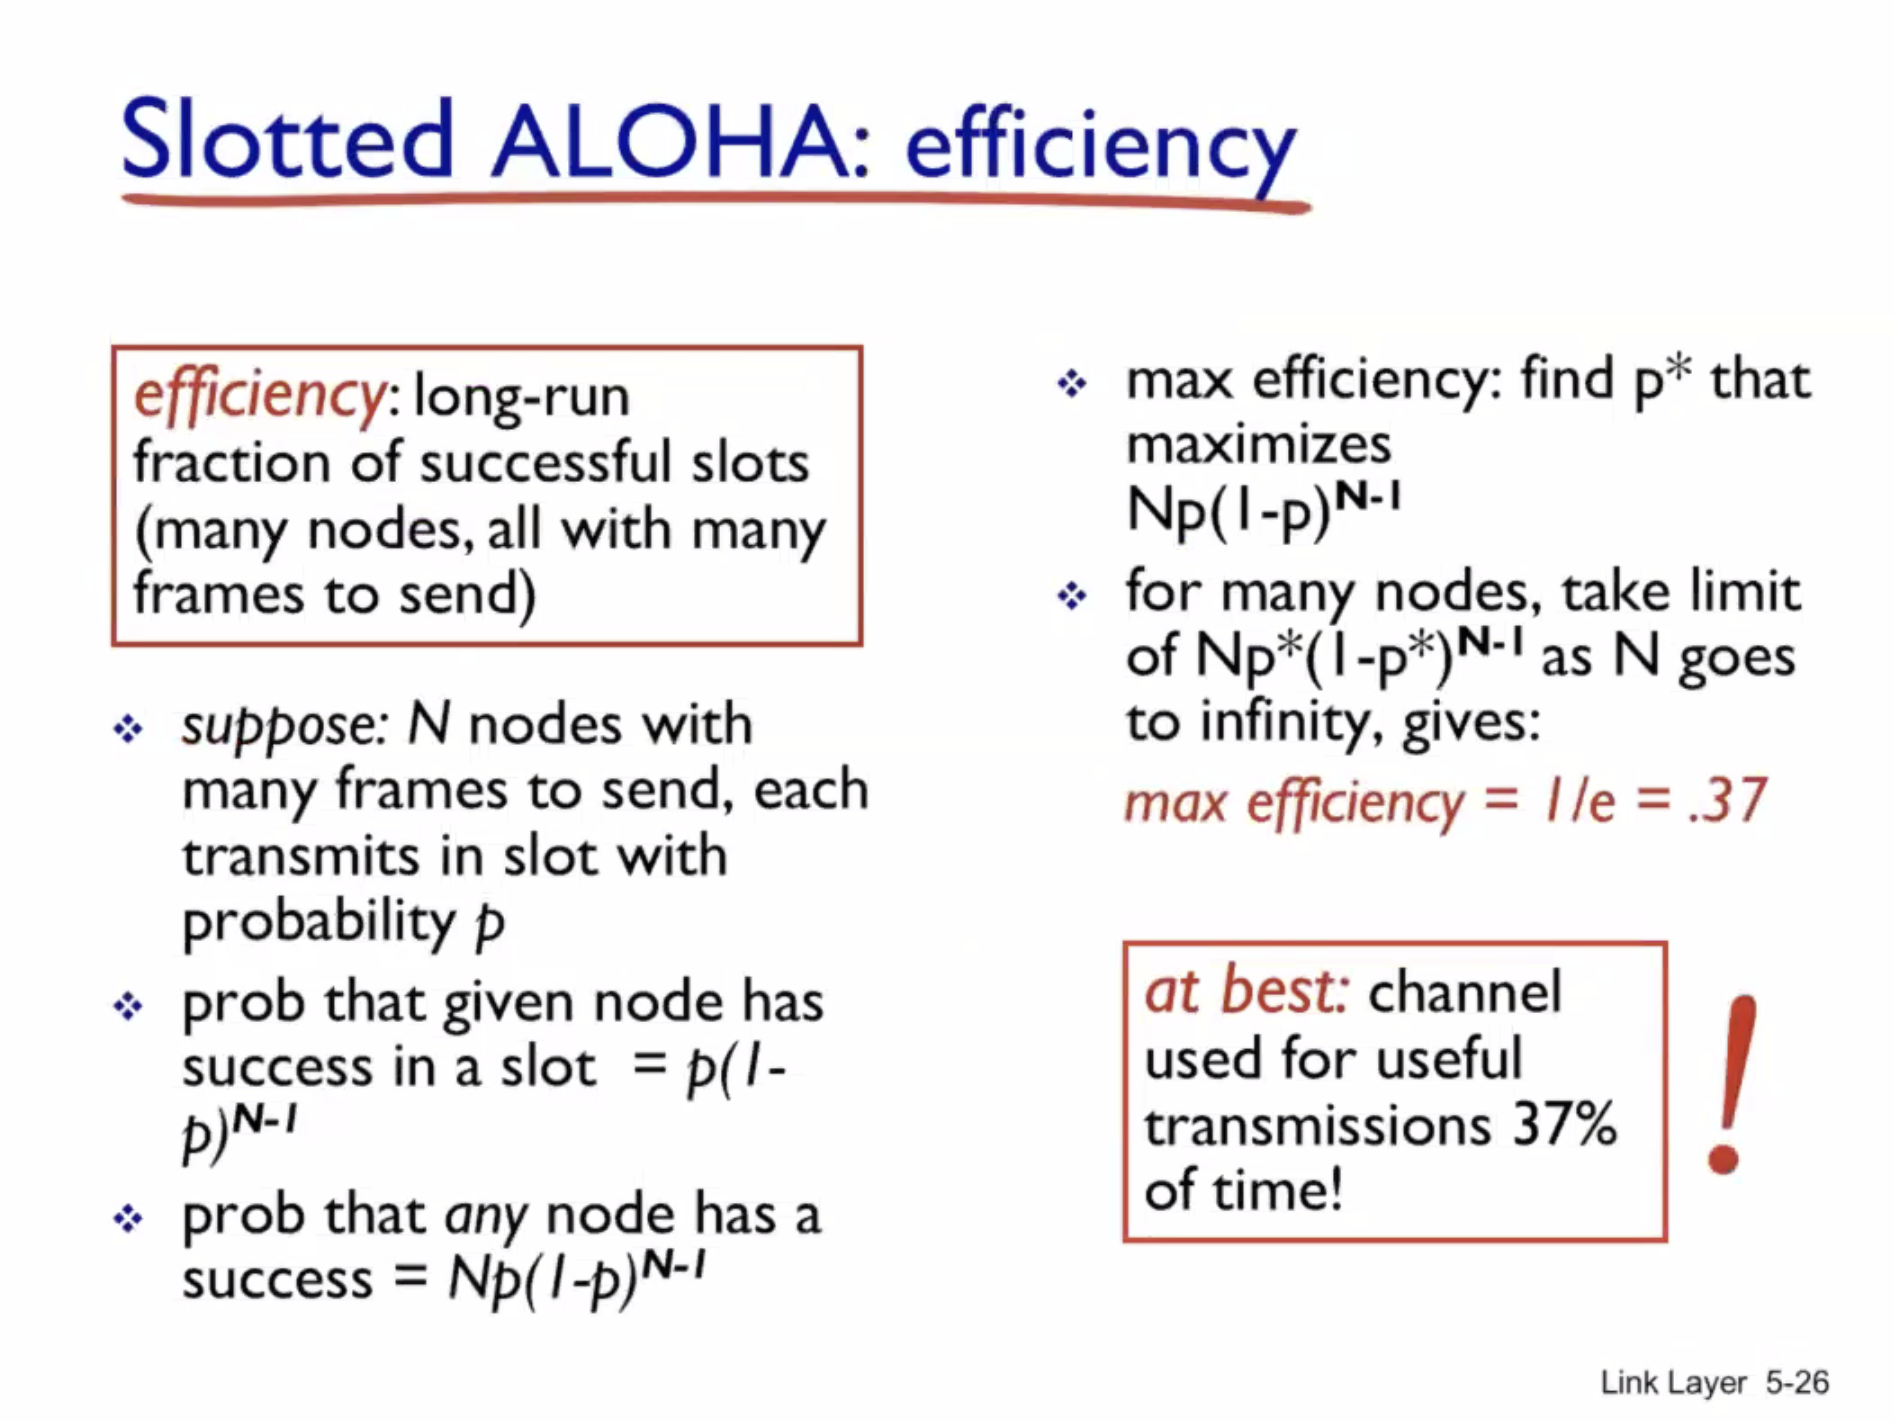 Slotted ALOHA: efficiency
efficiency: long-run
fraction of successful slots
(many nodes, all with many
frames to send)
❖ suppose: N nodes with
many frames to send, each
transmits in slot with
probability p
❖ prob that given node has
success in a slot = p(1-
p)^N-1
❖ prob that any node has a
success = Np(1-p)^N-1
❖ max efficiency: find p* that
maximizes
Np(1-p)^N-1
❖ for many nodes, take limit
of Np*(1-p*)^N-1 as N goes
to infinity, gives:
max efficiency = 1/e = .37
at best: channel
used for useful
transmissions 37%
of time!
!
Link Layer 5-26